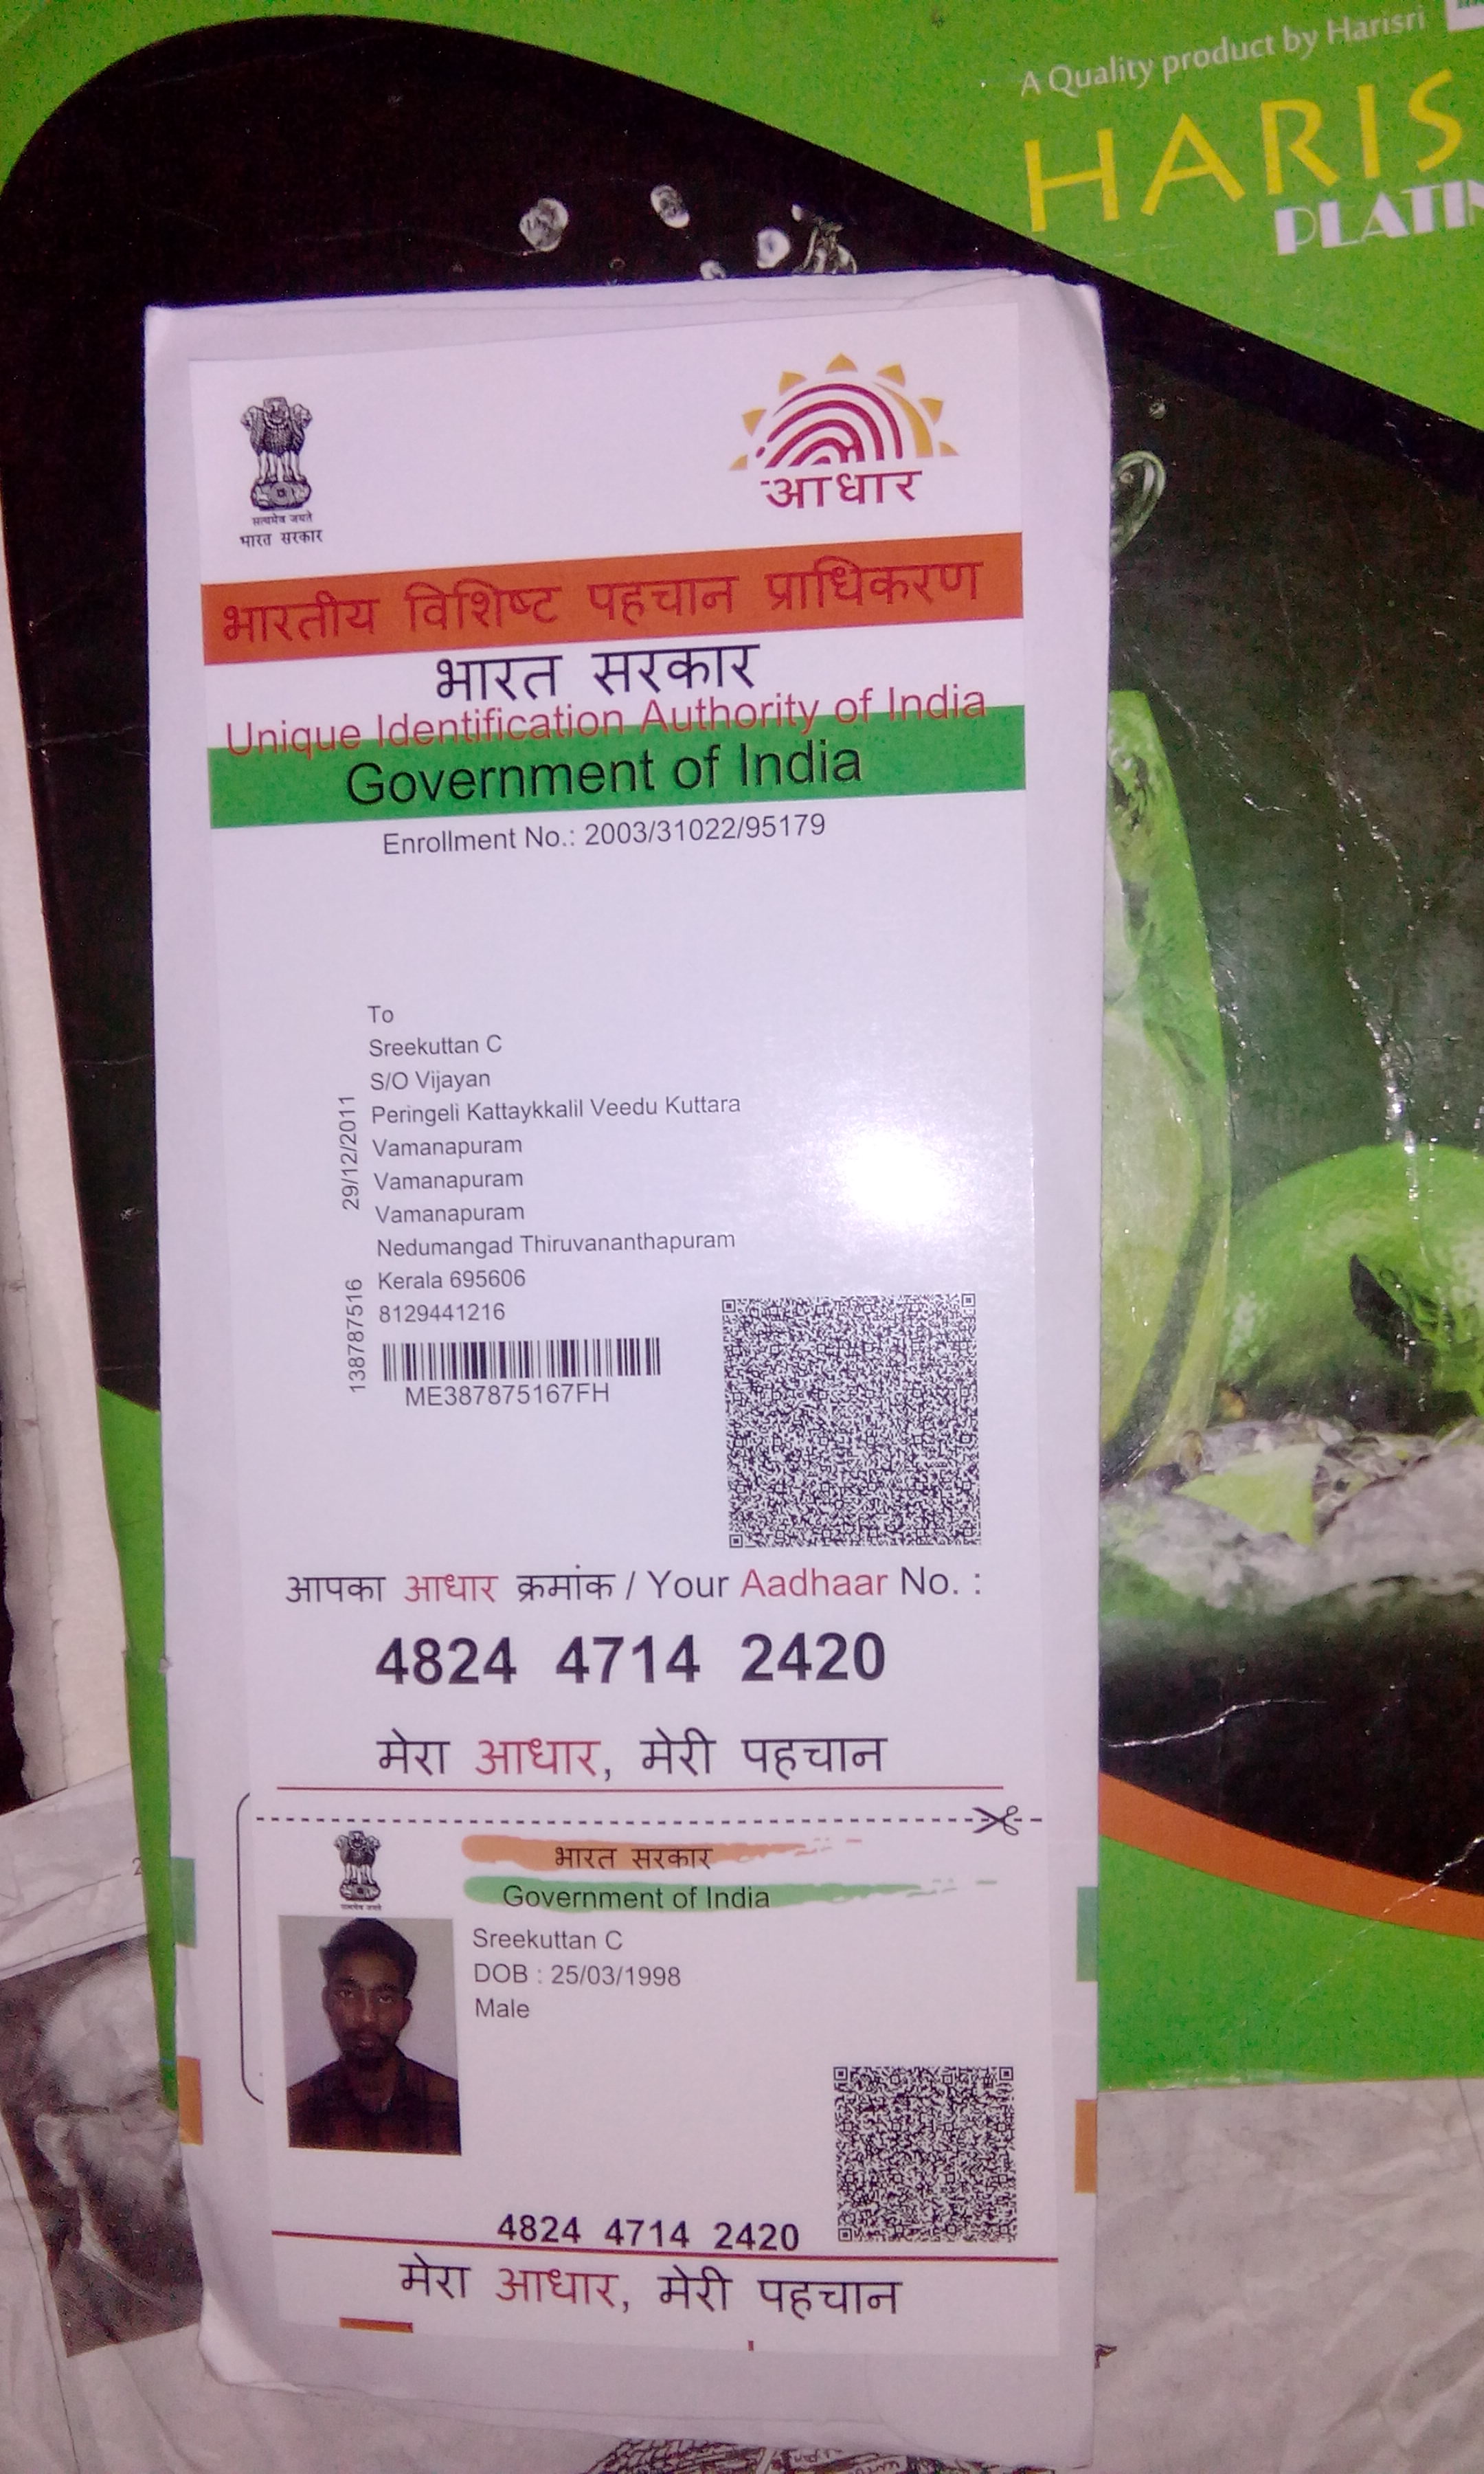 A Quality product by Harisri
HARIS
PLATIN
आधार
सत्यमेव जयते
भारत सरकार
भारतीय विशिष्ट पहचान प्राधिकरण
भारत सरकार
Unique Identification Authority of India
Government of India
Enrollment No.: 2003/31022/95179
To
Sreekuttan C
S/O Vijayan
Peringeli Kattaykkalil Veedu Kuttara
Vamanapuram
Vamanapuram
Vamanapuram
Nedumangad Thiruvananthapuram
Kerala 695606
8129441216
29/12/2011
138787516
ME387875167FH
आपका आधार क्रमांक / Your Aadhaar No. :
4824 4714 2420
मेरा आधार, मेरी पहचान
भारत सरकार
Government of India
Sreekuttan C
DOB : 25/03/1998
Male
4824 4714 2420
मेरा आधार, मेरी पहचान